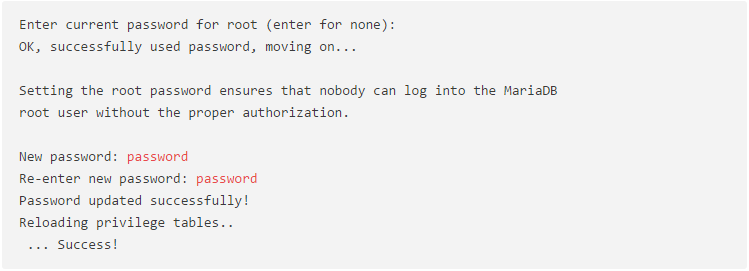 Enter current password for root (enter for none):
OK, successfully used password, moving on...
Setting the root password ensures that nobody can log into the MariaDB
root user without the proper authorization.
New password: password
Re-enter new password: password
Password updated successfully!
Reloading privilege tables..
... Success!